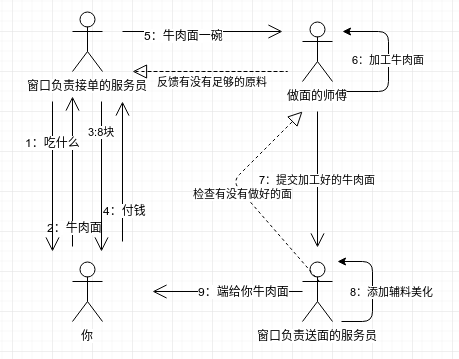 5：牛肉面一碗
6：加工牛肉面
反馈有没有足够的原料
窗口负责接单的服务员
做面的师傅
3:8块
1：吃什么
7：提交加工好的牛肉面
检查有没有做好的面
4：付钱
2：牛肉面
9：端给你牛肉面
8：添加辅料美化
你
窗口负责送面的服务员